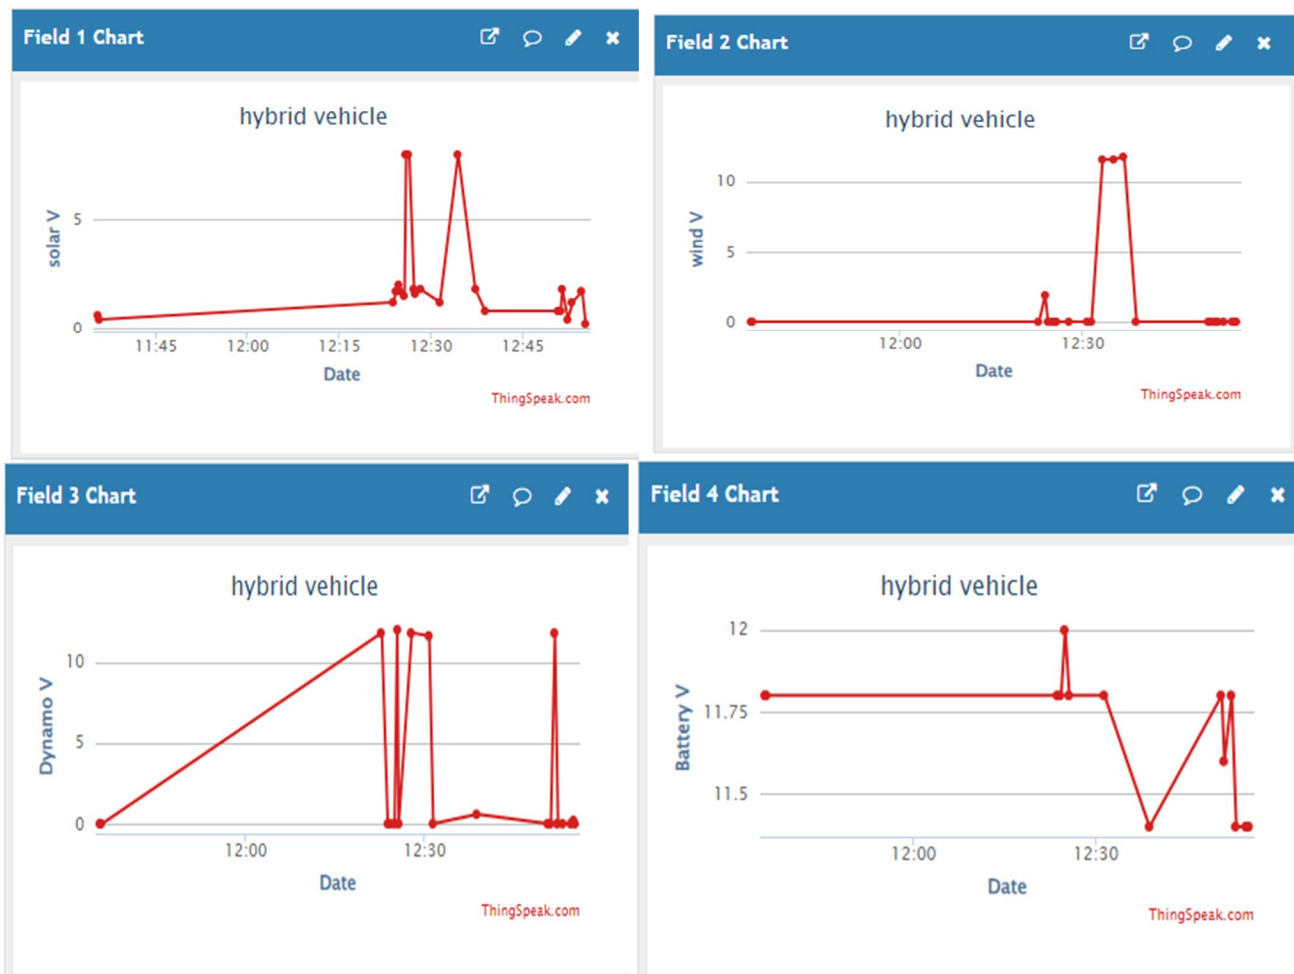 Field 1 Chart
hybrid vehicle
solar V
5
0
11:45 12:00 12:15 12:30 12:45
Date
ThingSpeak.com
Field 2 Chart
hybrid vehicle
wind V
10
5
0
12:00 12:30
Date
ThingSpeak.com
Field 3 Chart
hybrid vehicle
Dynamo V
10
5
0
12:00 12:30
Date
ThingSpeak.com
Field 4 Chart
hybrid vehicle
Battery V
12
11.75
11.5
12:00 12:30
Date
ThingSpeak.com